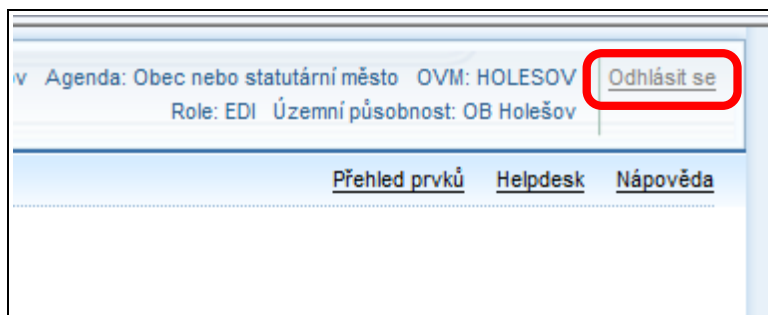 v Agenda: Obec nebo statutární město OVM: HOLESOV Odhlásit se
Role: EDI Územní působnost: OB Holešov
Přehled prvků Helpdesk Nápověda